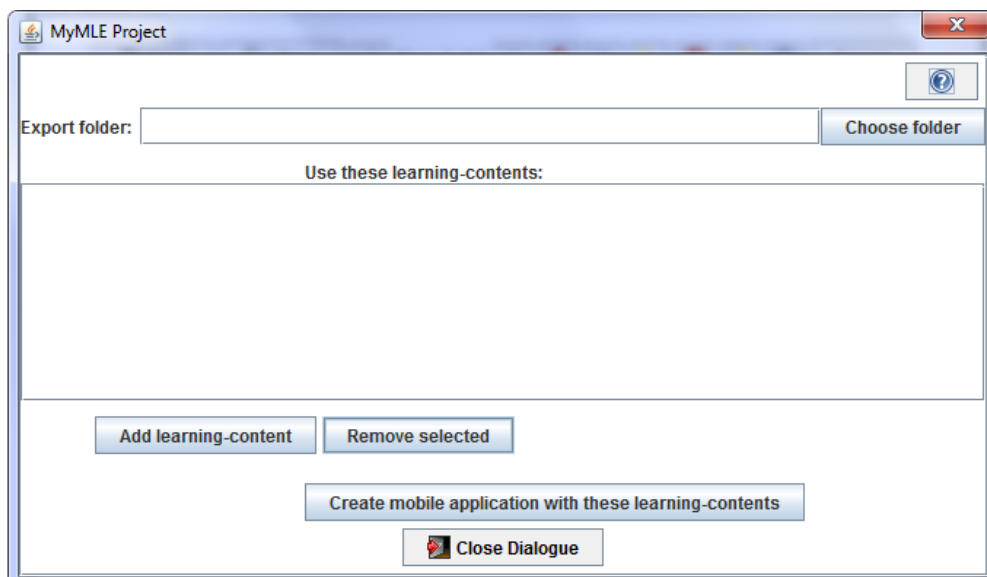 MyMLE Project
Export folder:
Choose folder
Use these learning-contents:
Add learning-content
Remove selected
Create mobile application with these learning-contents
Close Dialogue